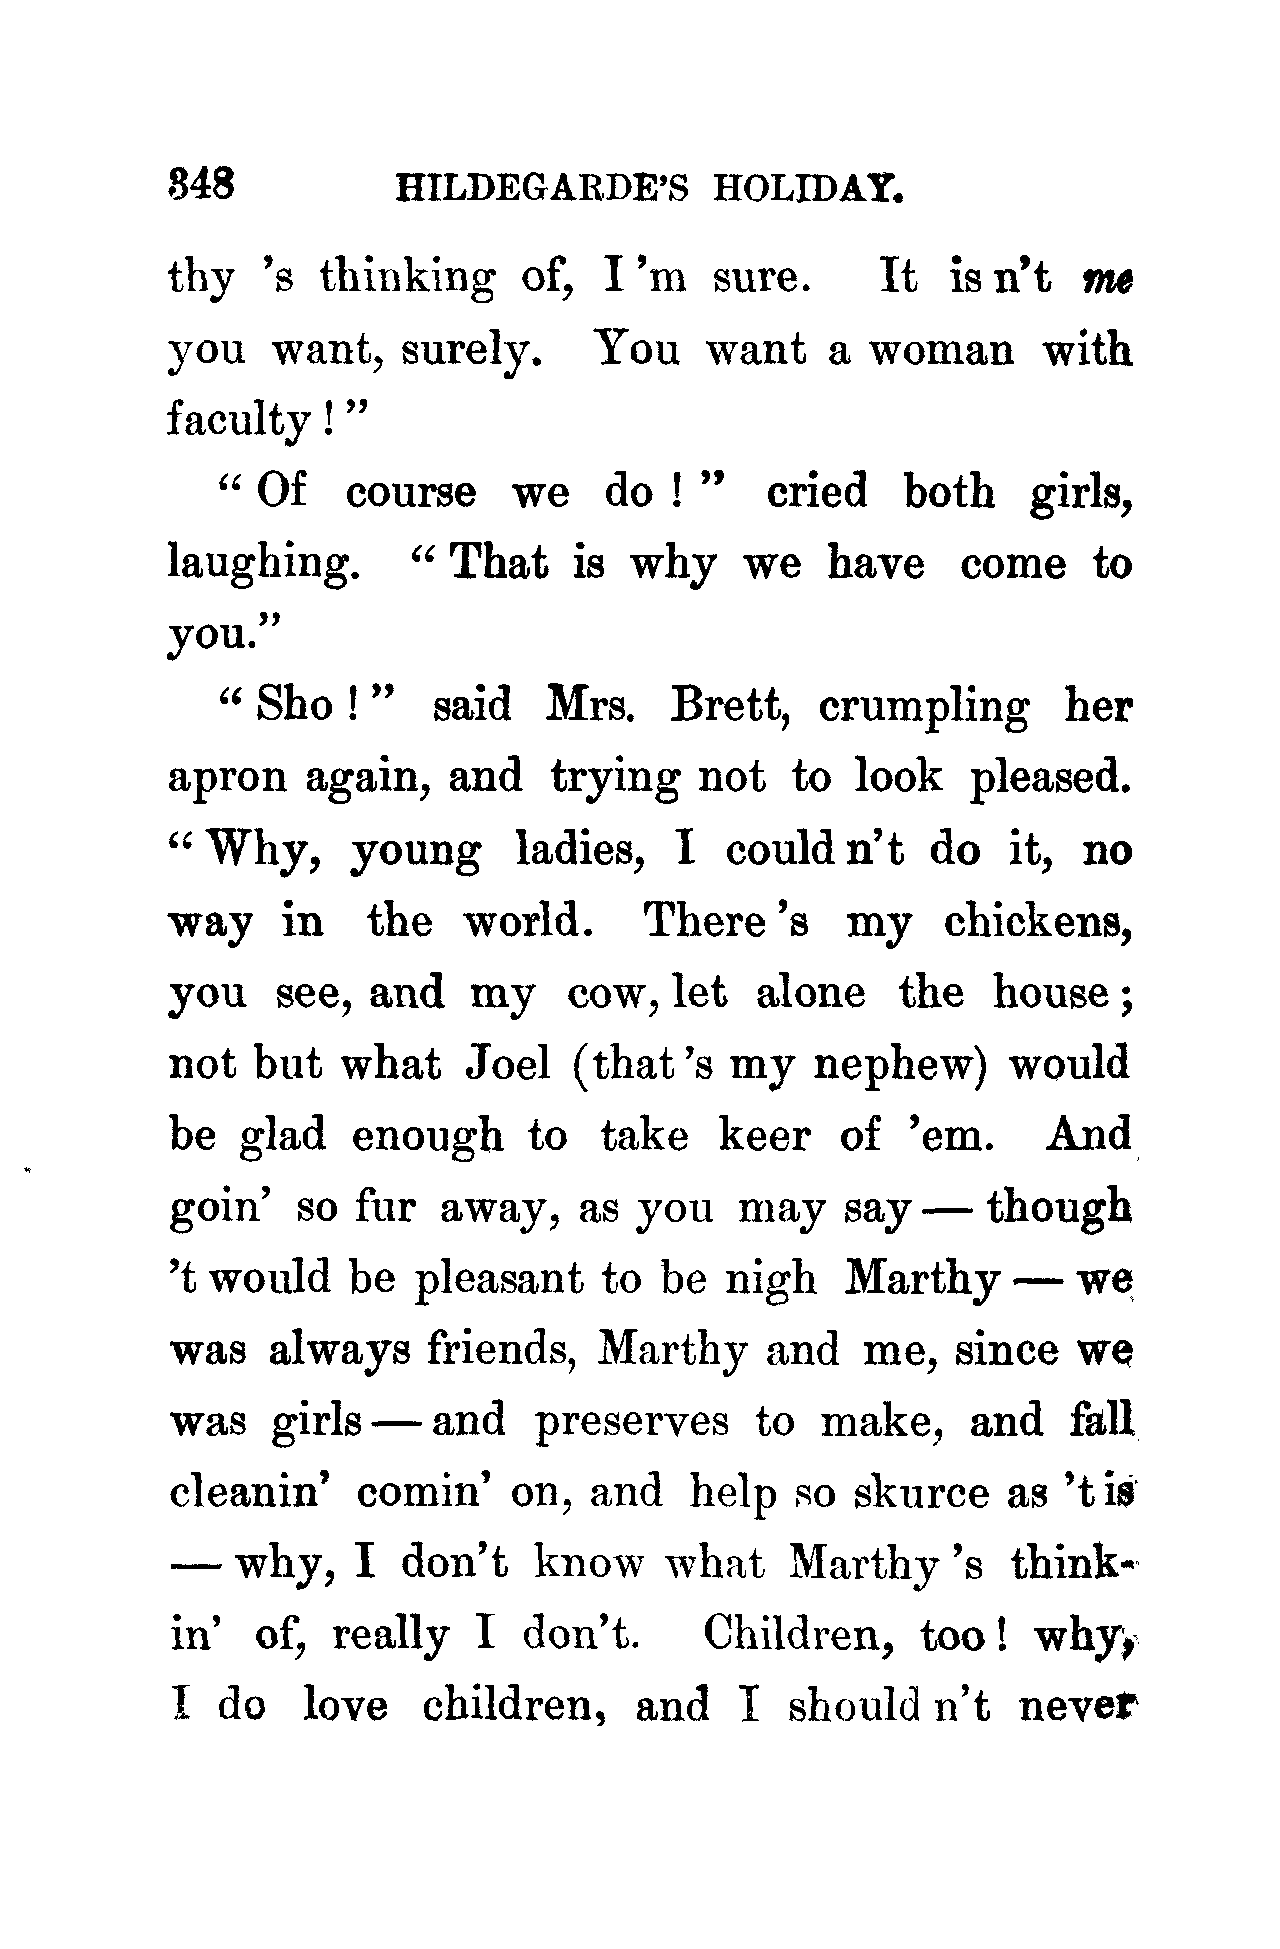 348 HILDEGARDE'S HOLIDAY.
thy 's thinking of, I 'm sure. It is n't me
you want, surely. You want a woman with
faculty ! "
" Of course we do ! " cried both girls,
laughing. " That is why we have come to
you."
" Sho ! " said Mrs. Brett, crumpling her
apron again, and trying not to look pleased.
" Why, young ladies, I could n't do it, no
way in the world. There 's my chickens,
you see, and my cow, let alone the house ;
not but what Joel (that 's my nephew) would
be glad enough to take keer of 'em. And
goin' so fur away, as you may say — though
't would be pleasant to be nigh Marthy — we
was always friends, Marthy and me, since we
was girls — and preserves to make, and fall
cleanin' comin' on, and help so skurce as 't is
— why, I don't know what Marthy 's think-
in' of, really I don't. Children, too ! why,
I do love children, and I should n't never